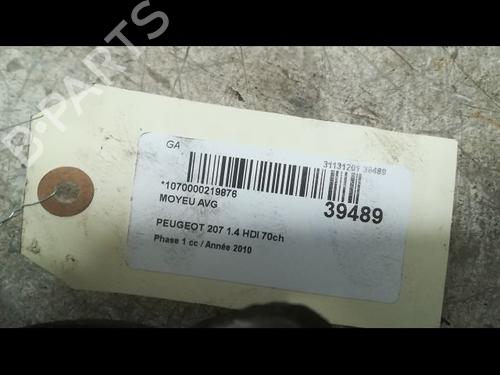 B-PARTS
GA
31131201 39489
*1070000219876
MOYEU AVG
39489
PEUGEOT 207 1.4 HDI 70ch
Phase 1 cc / Année 2010